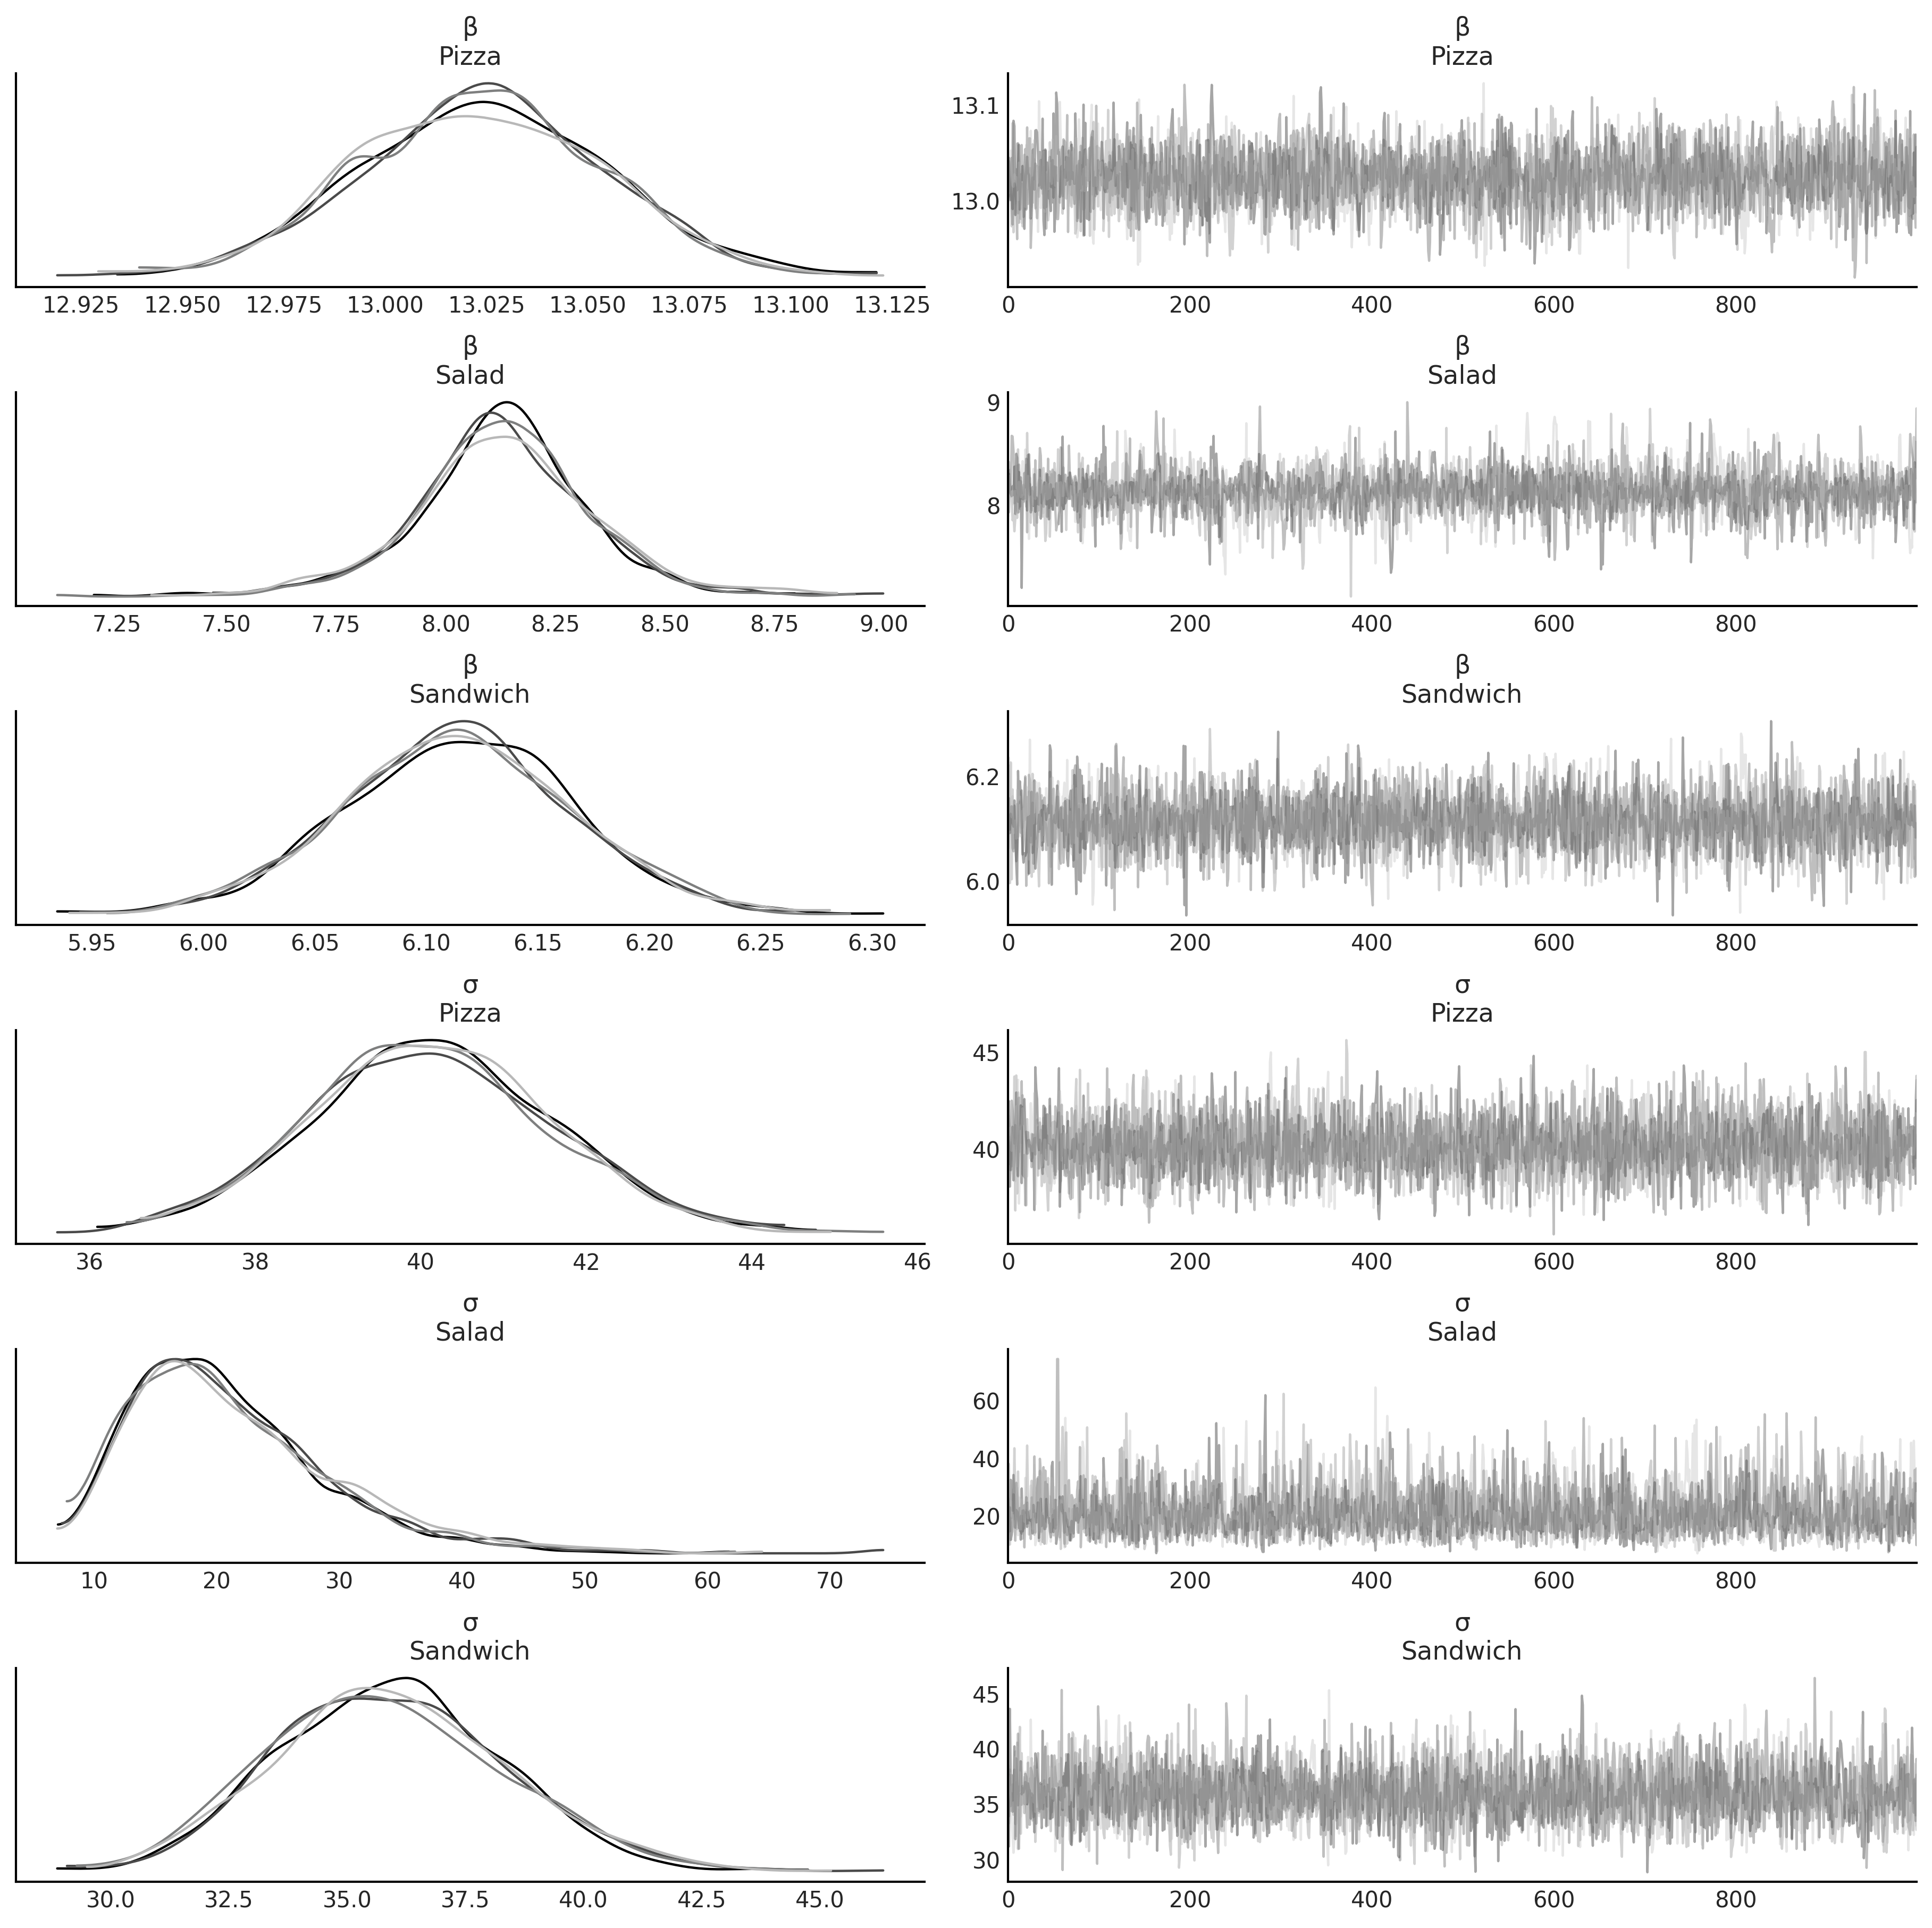 β
Pizza
12.925 12.950 12.975 13.000 13.025 13.050 13.075 13.100 13.125
β
Pizza
13.1
13.0
0 200 400 600 800
β
Salad
7.25 7.50 7.75 8.00 8.25 8.50 8.75 9.00
β
Salad
9
8
0 200 400 600 800
β
Sandwich
5.95 6.00 6.05 6.10 6.15 6.20 6.25 6.30
β
Sandwich
6.2
6.0
0 200 400 600 800
σ
Pizza
36 38 40 42 44 46
σ
Pizza
45
40
0 200 400 600 800
σ
Salad
10 20 30 40 50 60 70
σ
Salad
60
40
20
0 200 400 600 800
σ
Sandwich
30.0 32.5 35.0 37.5 40.0 42.5 45.0
σ
Sandwich
45
40
35
30
0 200 400 600 800